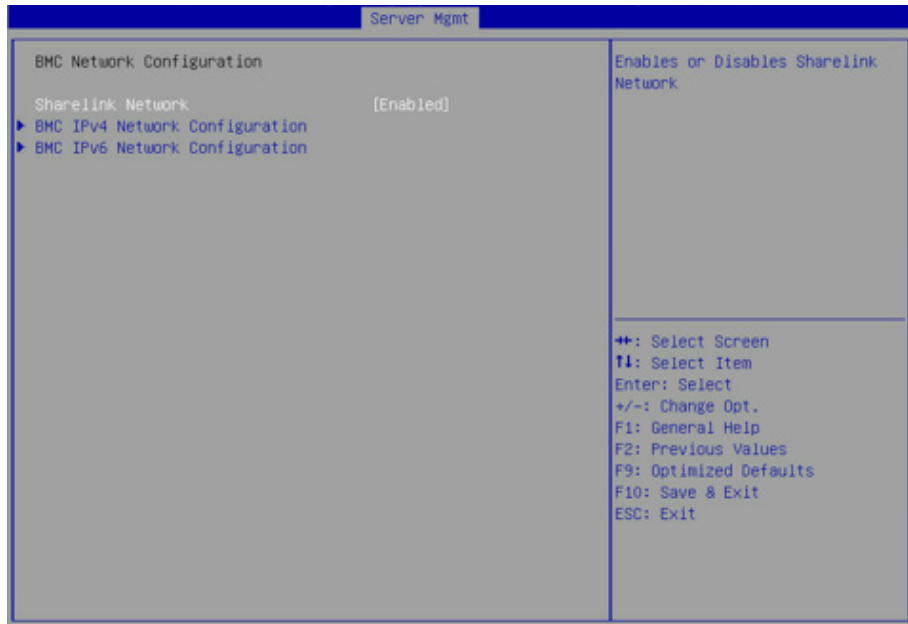 Server Mgmt
BMC Network Configuration
Sharelink Network [Enabled]
▶ BMC IPv4 Network Configuration
▶ BMC IPv6 Network Configuration
Enables or Disables Sharelink
Network
→←: Select Screen
↑↓: Select Item
Enter: Select
+/-: Change Opt.
F1: General Help
F2: Previous Values
F9: Optimized Defaults
F10: Save & Exit
ESC: Exit